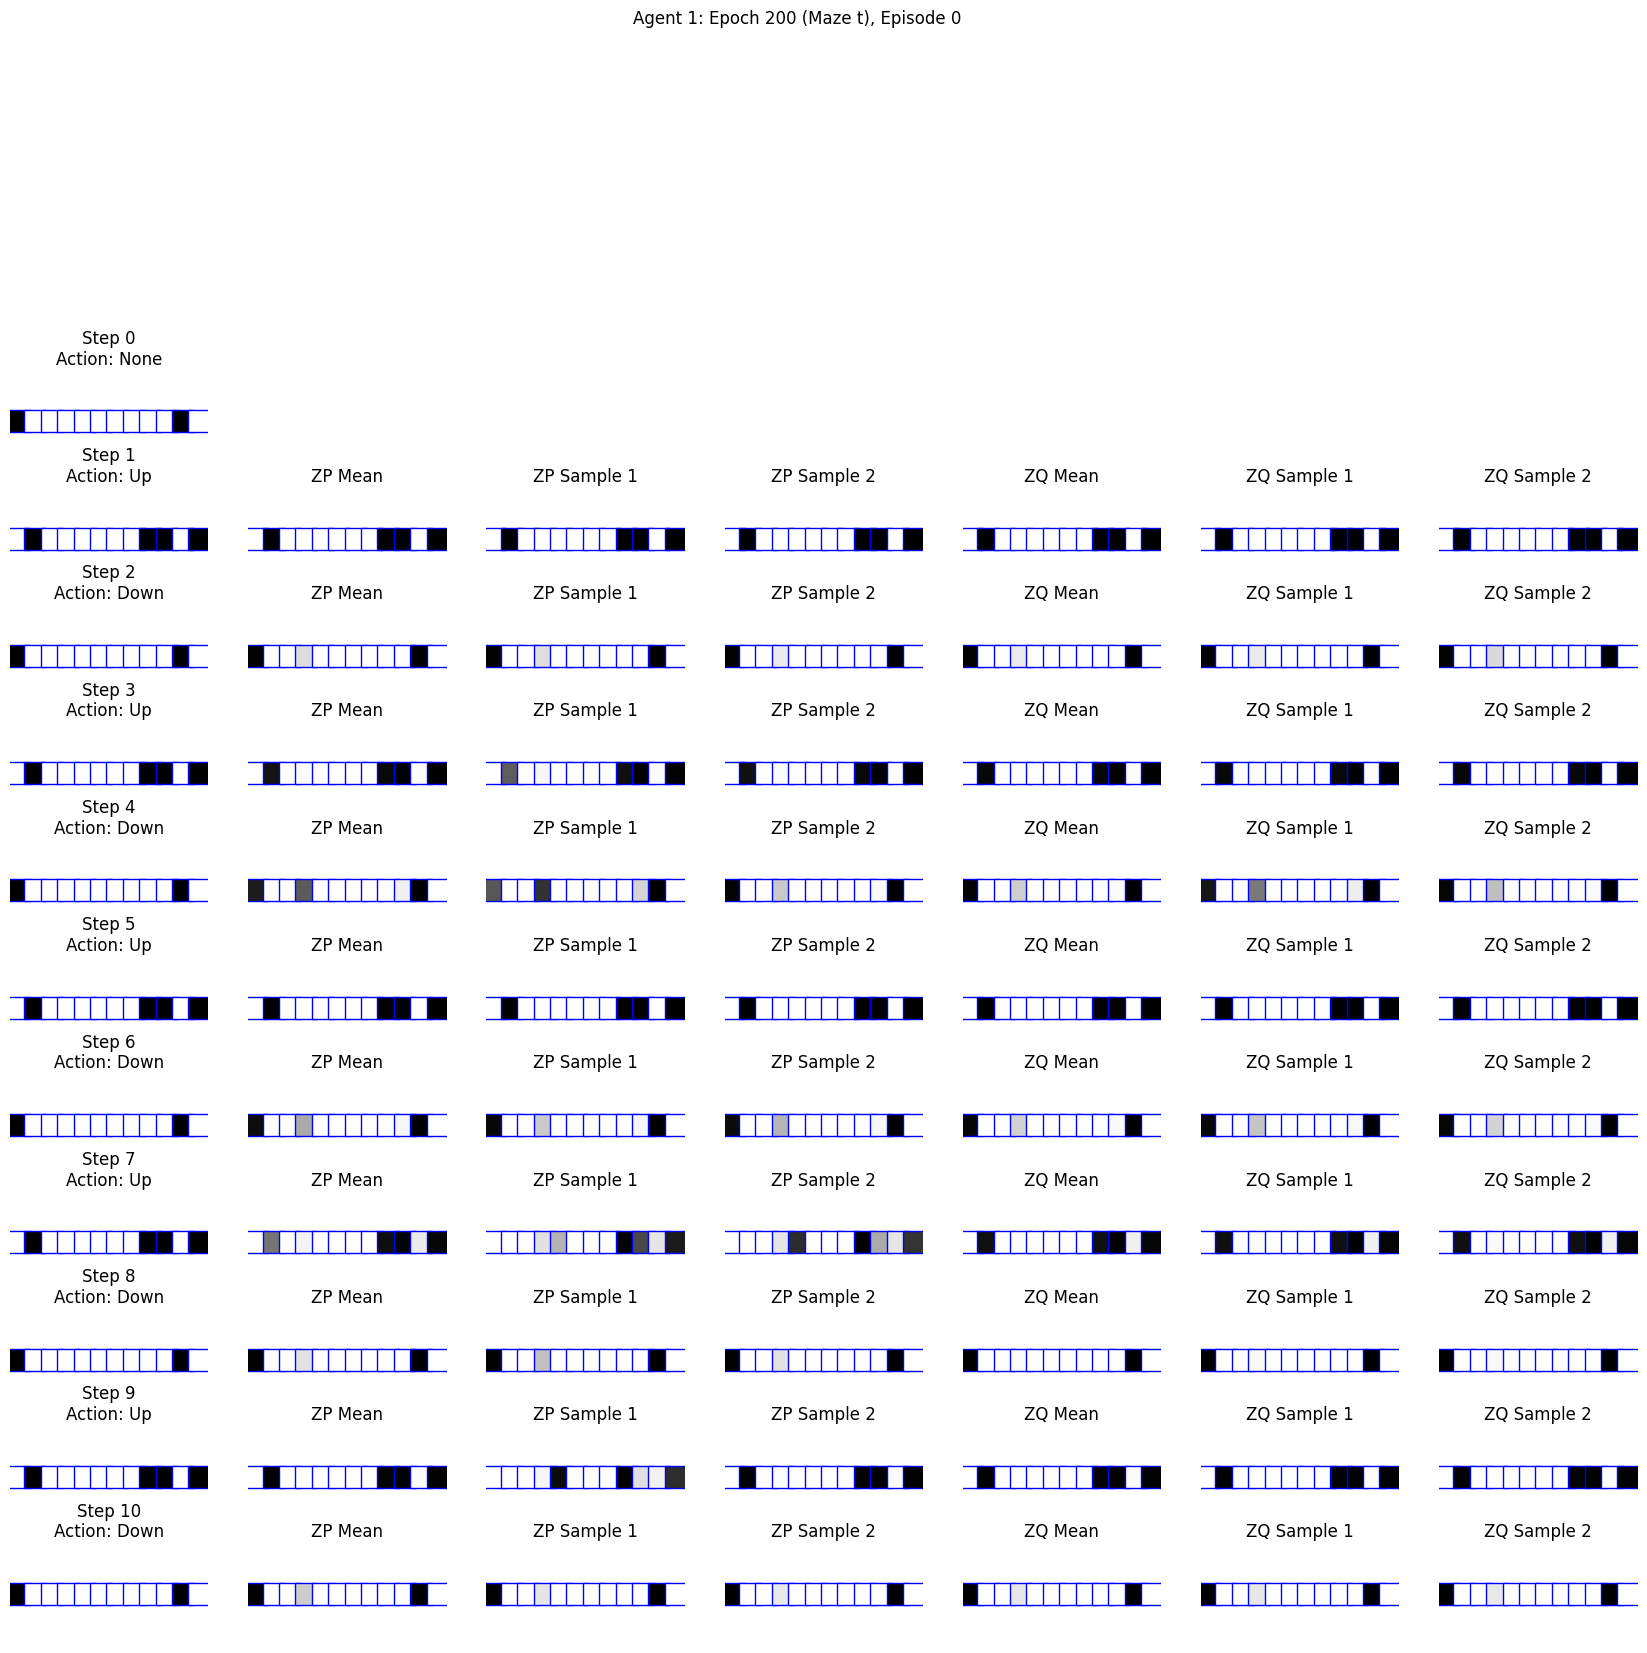 Agent 1: Epoch 200 (Maze t), Episode 0
Step 0
Action: None
Step 1
Action: Up
ZP Mean
ZP Sample 1
ZP Sample 2
ZQ Mean
ZQ Sample 1
ZQ Sample 2
Step 2
Action: Down
ZP Mean
ZP Sample 1
ZP Sample 2
ZQ Mean
ZQ Sample 1
ZQ Sample 2
Step 3
Action: Up
ZP Mean
ZP Sample 1
ZP Sample 2
ZQ Mean
ZQ Sample 1
ZQ Sample 2
Step 4
Action: Down
ZP Mean
ZP Sample 1
ZP Sample 2
ZQ Mean
ZQ Sample 1
ZQ Sample 2
Step 5
Action: Up
ZP Mean
ZP Sample 1
ZP Sample 2
ZQ Mean
ZQ Sample 1
ZQ Sample 2
Step 6
Action: Down
ZP Mean
ZP Sample 1
ZP Sample 2
ZQ Mean
ZQ Sample 1
ZQ Sample 2
Step 7
Action: Up
ZP Mean
ZP Sample 1
ZP Sample 2
ZQ Mean
ZQ Sample 1
ZQ Sample 2
Step 8
Action: Down
ZP Mean
ZP Sample 1
ZP Sample 2
ZQ Mean
ZQ Sample 1
ZQ Sample 2
Step 9
Action: Up
ZP Mean
ZP Sample 1
ZP Sample 2
ZQ Mean
ZQ Sample 1
ZQ Sample 2
Step 10
Action: Down
ZP Mean
ZP Sample 1
ZP Sample 2
ZQ Mean
ZQ Sample 1
ZQ Sample 2